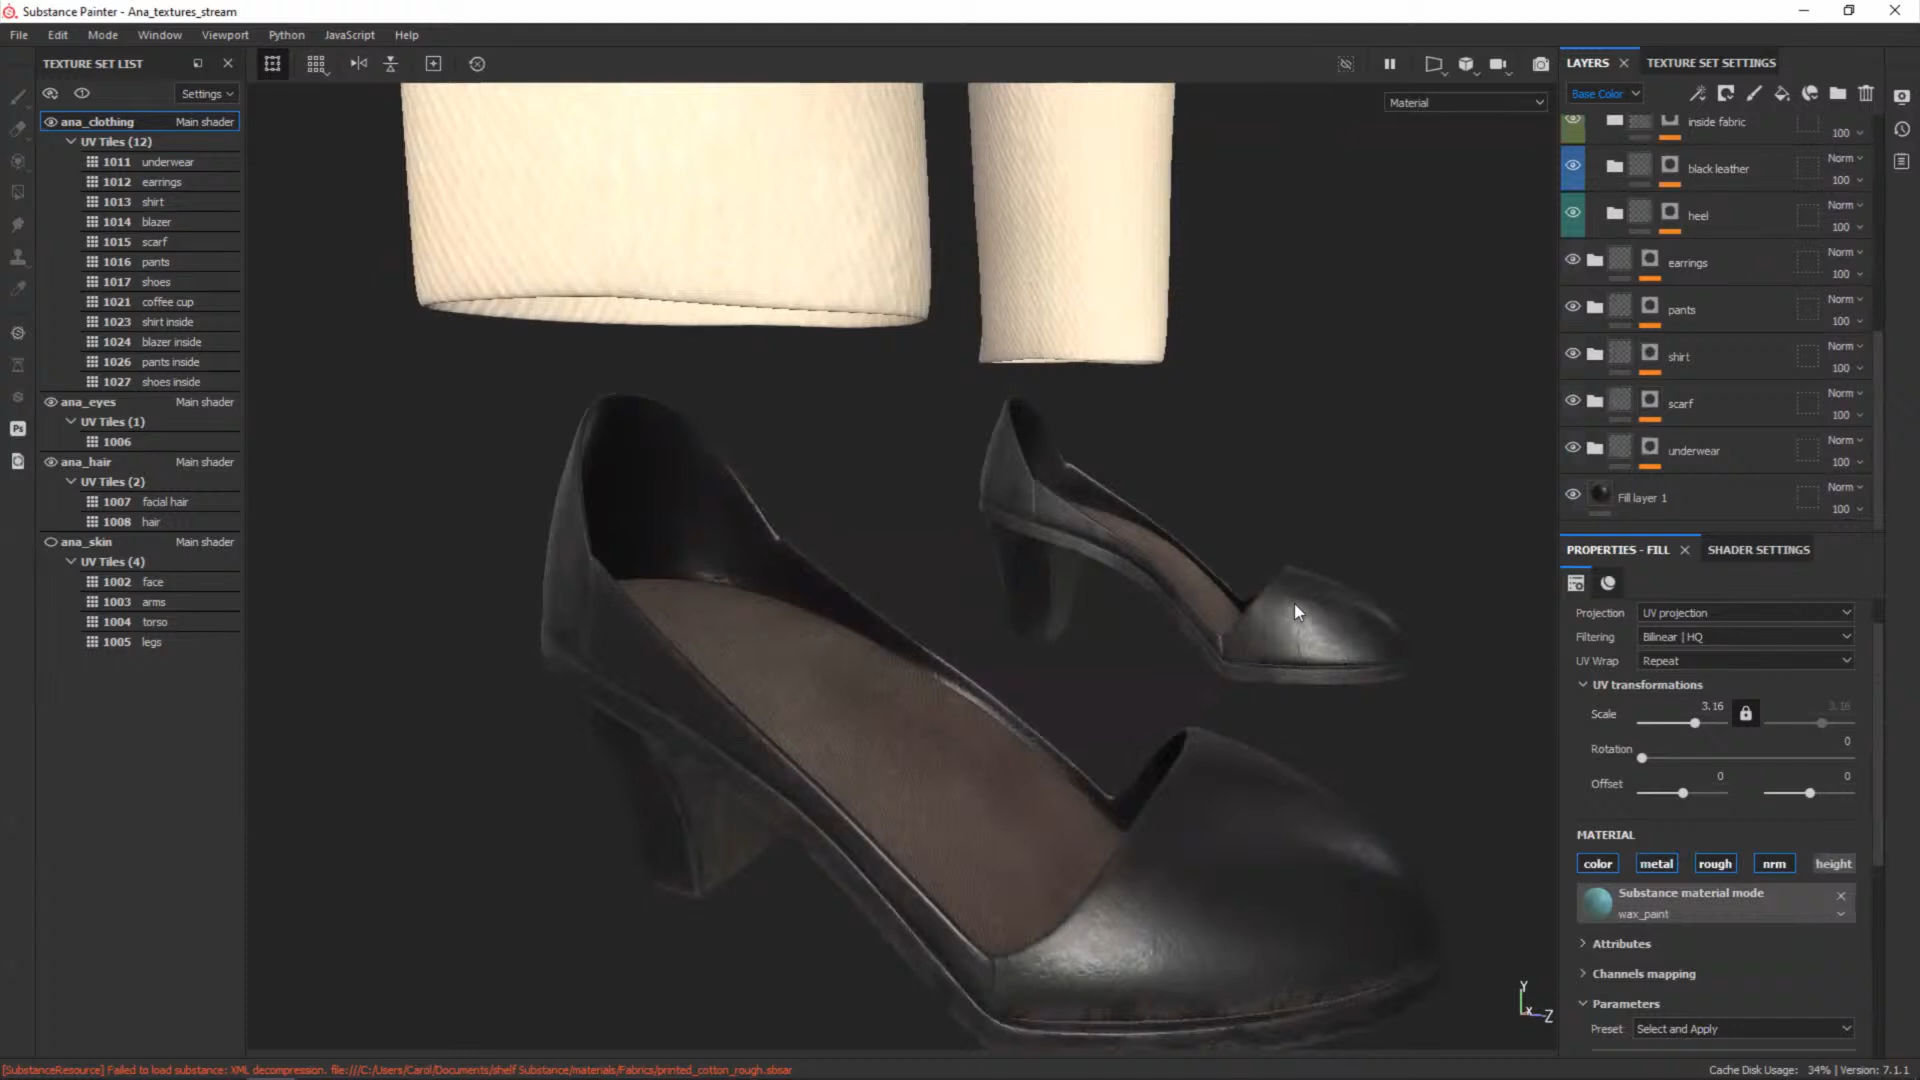 Substance Painter - Ana_textures_stream
File Edit Mode Window Viewport Python JavaScript Help
TEXTURE SET LIST
Settings
ana_clothing Main shader
UV Tiles (12)
1011 underwear
1012 earrings
1013 shirt
1014 blazer
1015 scarf
1016 pants
1017 shoes
1021 coffee cup
1023 shirt inside
1024 blazer inside
1026 pants inside
1027 shoes inside
ana_eyes Main shader
UV Tiles (1)
1006
ana_hair Main shader
UV Tiles (2)
1007 facial hair
1008 hair
ana_skin Main shader
UV Tiles (4)
1002 face
1003 arms
1004 torso
1005 legs
Ps
Material
Y
X
Z
LAYERS TEXTURE SET SETTINGS
Base Color
inside fabric
100
black leather Norm
100
heel Norm
100
earrings Norm
100
pants Norm
100
shirt Norm
100
scarf Norm
100
underwear Norm
100
Fill layer 1 Norm
100
PROPERTIES - FILL SHADER SETTINGS
Projection UV projection
Filtering Bilinear | HQ
UV Wrap Repeat
UV transformations
Scale 3.16 3.16
Rotation 0
Offset 0 0
MATERIAL
color metal rough nrm height
Substance material mode
wax_paint
Attributes
Channels mapping
Parameters
Preset Select and Apply
[SubstanceResource] Failed to load substance: XML decompression. file:///C:/Users/Carol/Documents/shelf Substance/materials/Fabrics/printed_cotton_rough.sbsar
Cache Disk Usage: 34% | Version: 7.1.1